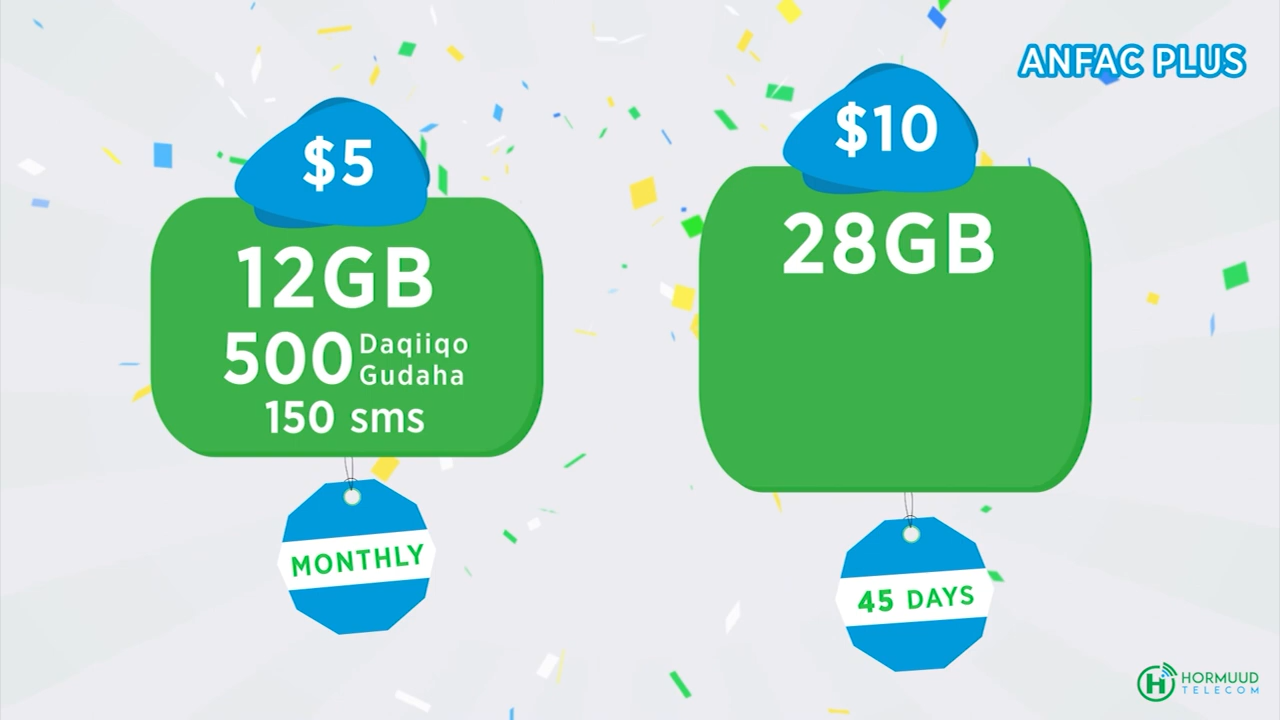 ANFAC PLUS
$5
12GB
500 Daqiiqo
Gudaha
150 sms
MONTHLY
$10
28GB
45 DAYS
HORMUUD
TELECOM